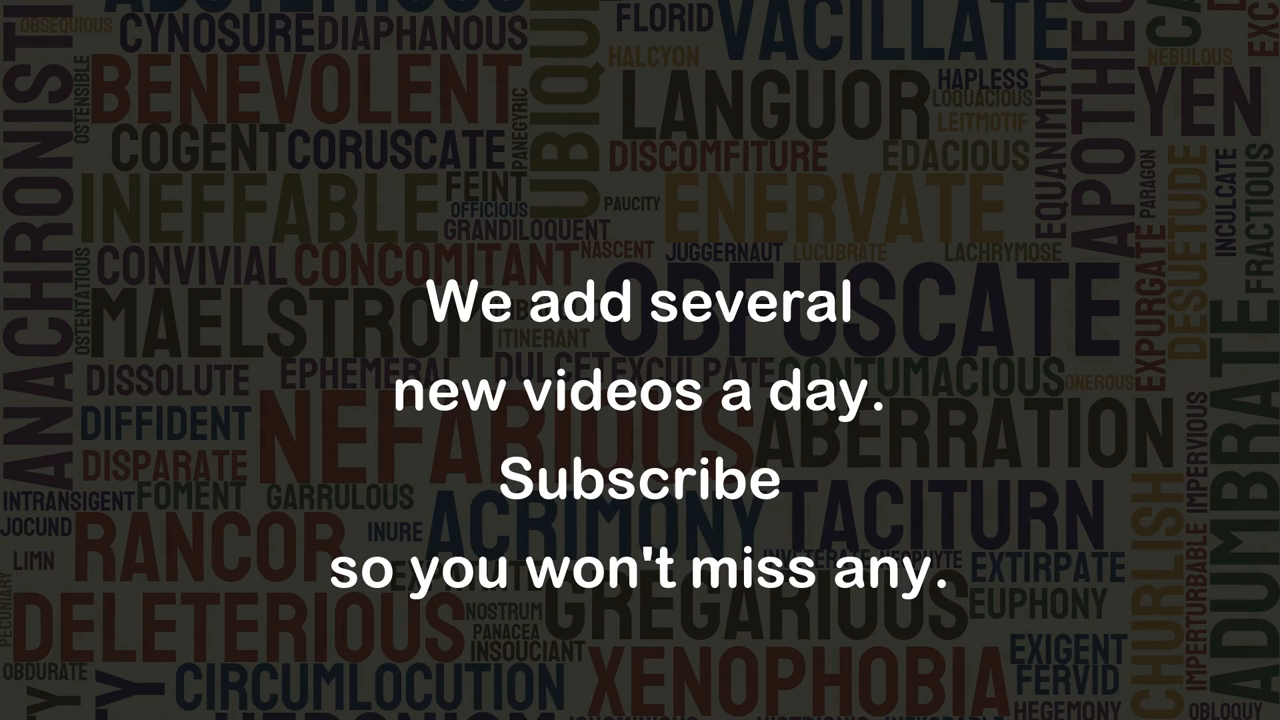 OBSEQUIOUS
CYNOSURE
DIAPHANOUS
FLORID
VACILLATE
HALCYON
NEBULOUS
ANACHRONISTI
OSTENSIBLE
BENEVOLENT
PANEGYRIC
LANGUOR
HAPLESS
LOQUACIOUS
LEITMOTIF
EQUANIMITY
YEN
COGENT
CORUSCATE
DISCOMFITURE
EDACIOUS
PARAGON
DESUETUDE
INCULCATE
FRACTIOUS
INEFFABLE
FEINT
OFFICIOUS
PAUCITY
ENERVATE
GRANDILOQUENT
CONVIVIAL
CONCOMITANT
NASCENT
JUGGERNAUT
LUCUBRATE
LACHRYMOSE
EXPURGATE
OSTENTATIOUS
We add several
OBFUSCATE
ITINERANT
DISSOLUTE
EPHEMERAL
DULCET
EXCULPATE
CONTUMACIOUS
ONEROUS
new videos a day.
DIFFIDENT
NEFARIOUS
ABERRATION
IMPERVIOUS
ADUMBRATE
DISPARATE
Subscribe
INTRANSIGENT
FOMENT
GARRULOUS
ACRIMONY
TACITURN
CHURLISH
JOCUND
RANCOR
INURE
LIMN
so you won't miss any.
EXTIRPATE
IMPERTURBABLE
PECUNIARY
DELETERIOUS
NOSTRUM
GREGARIOUS
EUPHONY
PANACEA
INSOUCIANT
EXIGENT
OBDURATE
CIRCUMLOCUTION
XENOPHOBIA
FERVID
HEGEMONY
OBLOQUY